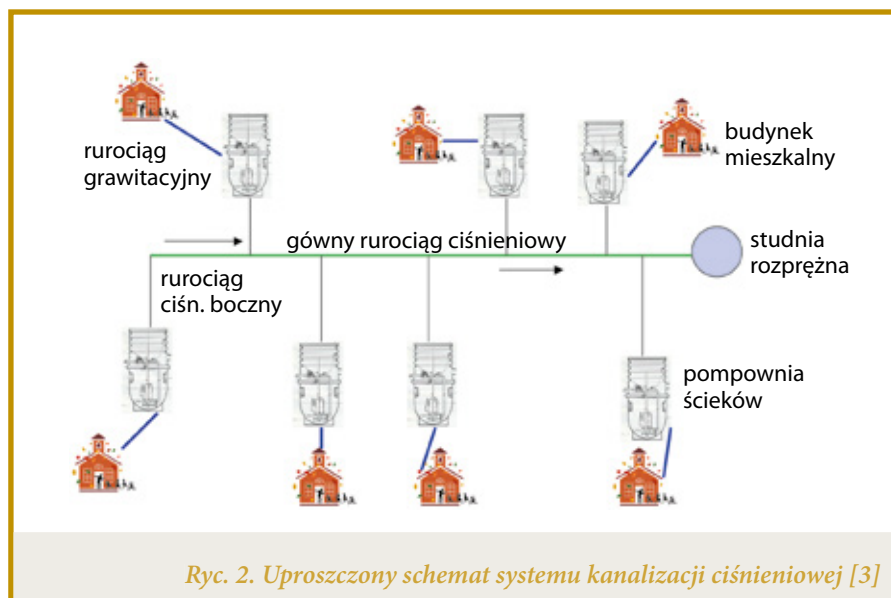 rurociąg
grawitacyjny
budynek
mieszkalny
gówny rurociąg ciśnieniowy
studnia
rozprężna
rurociąg
ciśn. boczny
pompownia
ścieków
Ryc. 2. Uproszczony schemat systemu kanalizacji ciśnieniowej [3]